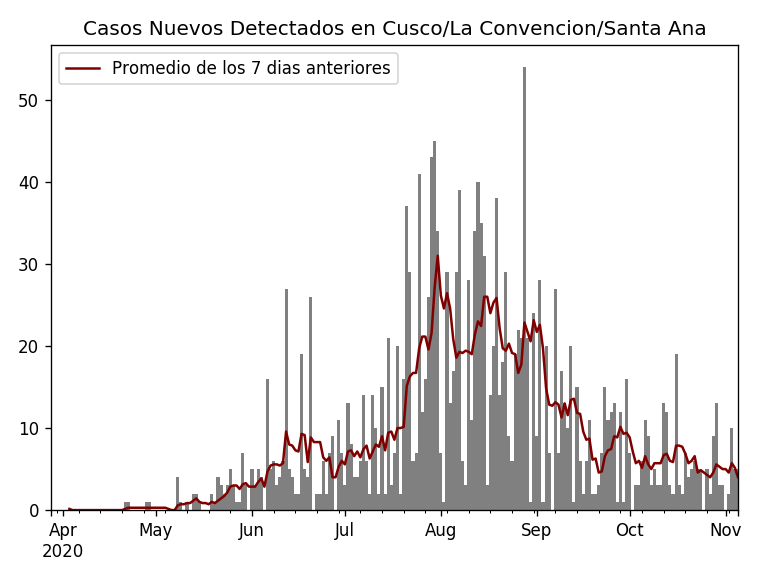 Casos Nuevos Detectados en Cusco/La Convencion/Santa Ana
Promedio de los 7 dias anteriores
50
40
30
20
10
0
Apr May Jun Jul Aug Sep Oct Nov
2020